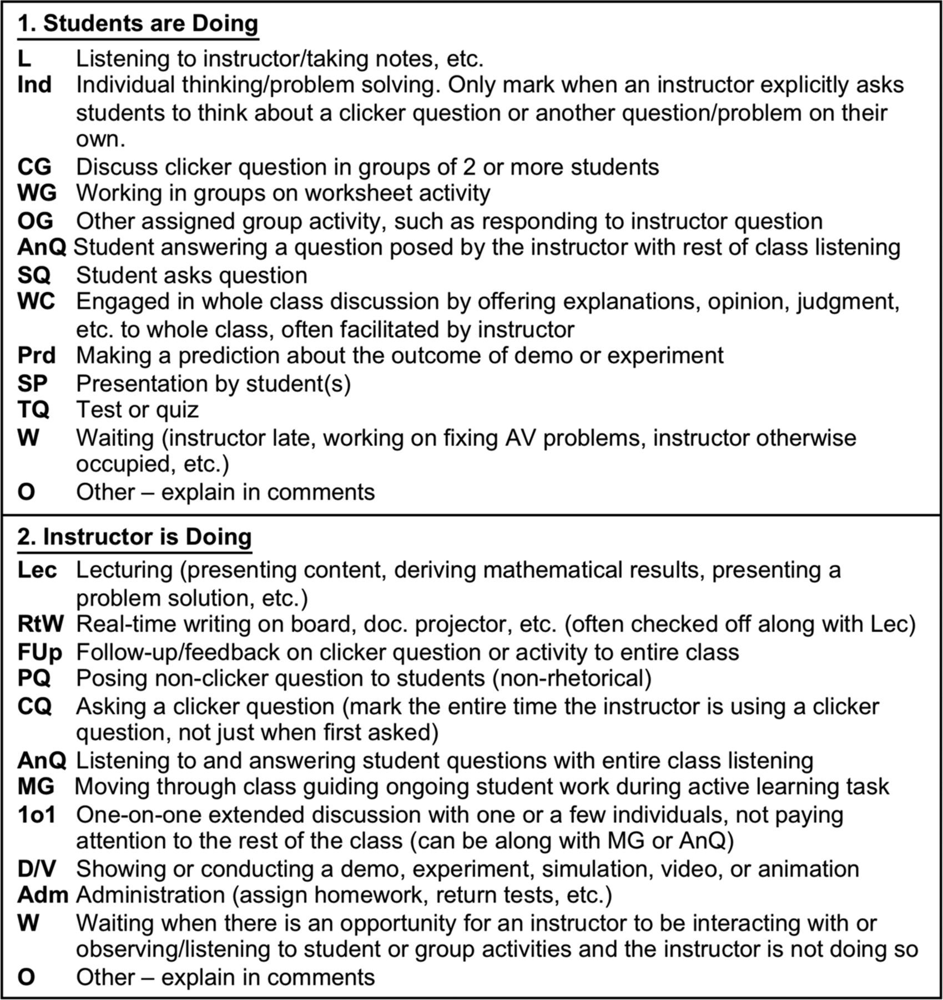 1. Students are Doing
L Listening to instructor/taking notes, etc.
Ind Individual thinking/problem solving. Only mark when an instructor explicitly asks
students to think about a clicker question or another question/problem on their
own.
CG Discuss clicker question in groups of 2 or more students
WG Working in groups on worksheet activity
OG Other assigned group activity, such as responding to instructor question
AnQ Student answering a question posed by the instructor with rest of class listening
SQ Student asks question
WC Engaged in whole class discussion by offering explanations, opinion, judgment,
etc. to whole class, often facilitated by instructor
Prd Making a prediction about the outcome of demo or experiment
SP Presentation by student(s)
TQ Test or quiz
W Waiting (instructor late, working on fixing AV problems, instructor otherwise
occupied, etc.)
O Other – explain in comments
2. Instructor is Doing
Lec Lecturing (presenting content, deriving mathematical results, presenting a
problem solution, etc.)
RtW Real-time writing on board, doc. projector, etc. (often checked off along with Lec)
FUp Follow-up/feedback on clicker question or activity to entire class
PQ Posing non-clicker question to students (non-rhetorical)
CQ Asking a clicker question (mark the entire time the instructor is using a clicker
question, not just when first asked)
AnQ Listening to and answering student questions with entire class listening
MG Moving through class guiding ongoing student work during active learning task
1o1 One-on-one extended discussion with one or a few individuals, not paying
attention to the rest of the class (can be along with MG or AnQ)
D/V Showing or conducting a demo, experiment, simulation, video, or animation
Adm Administration (assign homework, return tests, etc.)
W Waiting when there is an opportunity for an instructor to be interacting with or
observing/listening to student or group activities and the instructor is not doing so
O Other – explain in comments